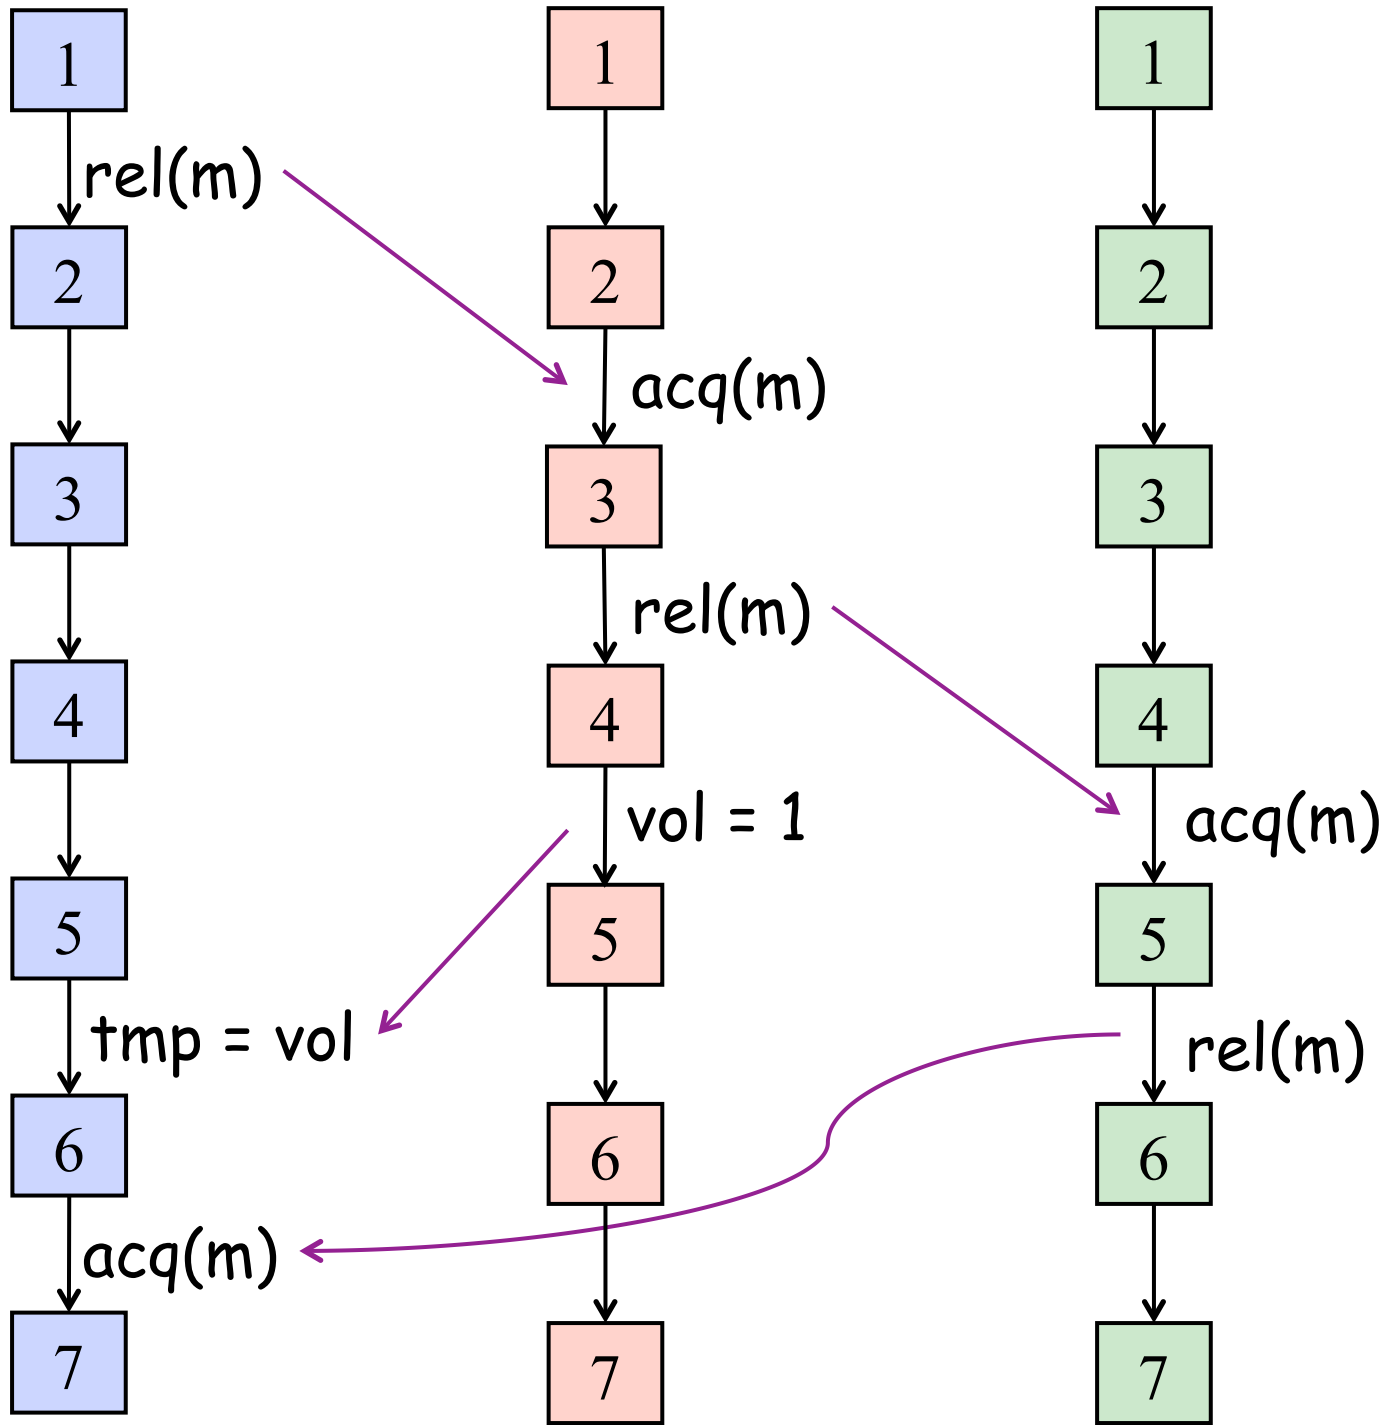 1 1 1
rel(m)
2 2 2
acq(m)
3 3 3
rel(m)
4 4 4
vol = 1 acq(m)
5 5 5
tmp = vol rel(m)
6 6 6
acq(m)
7 7 7